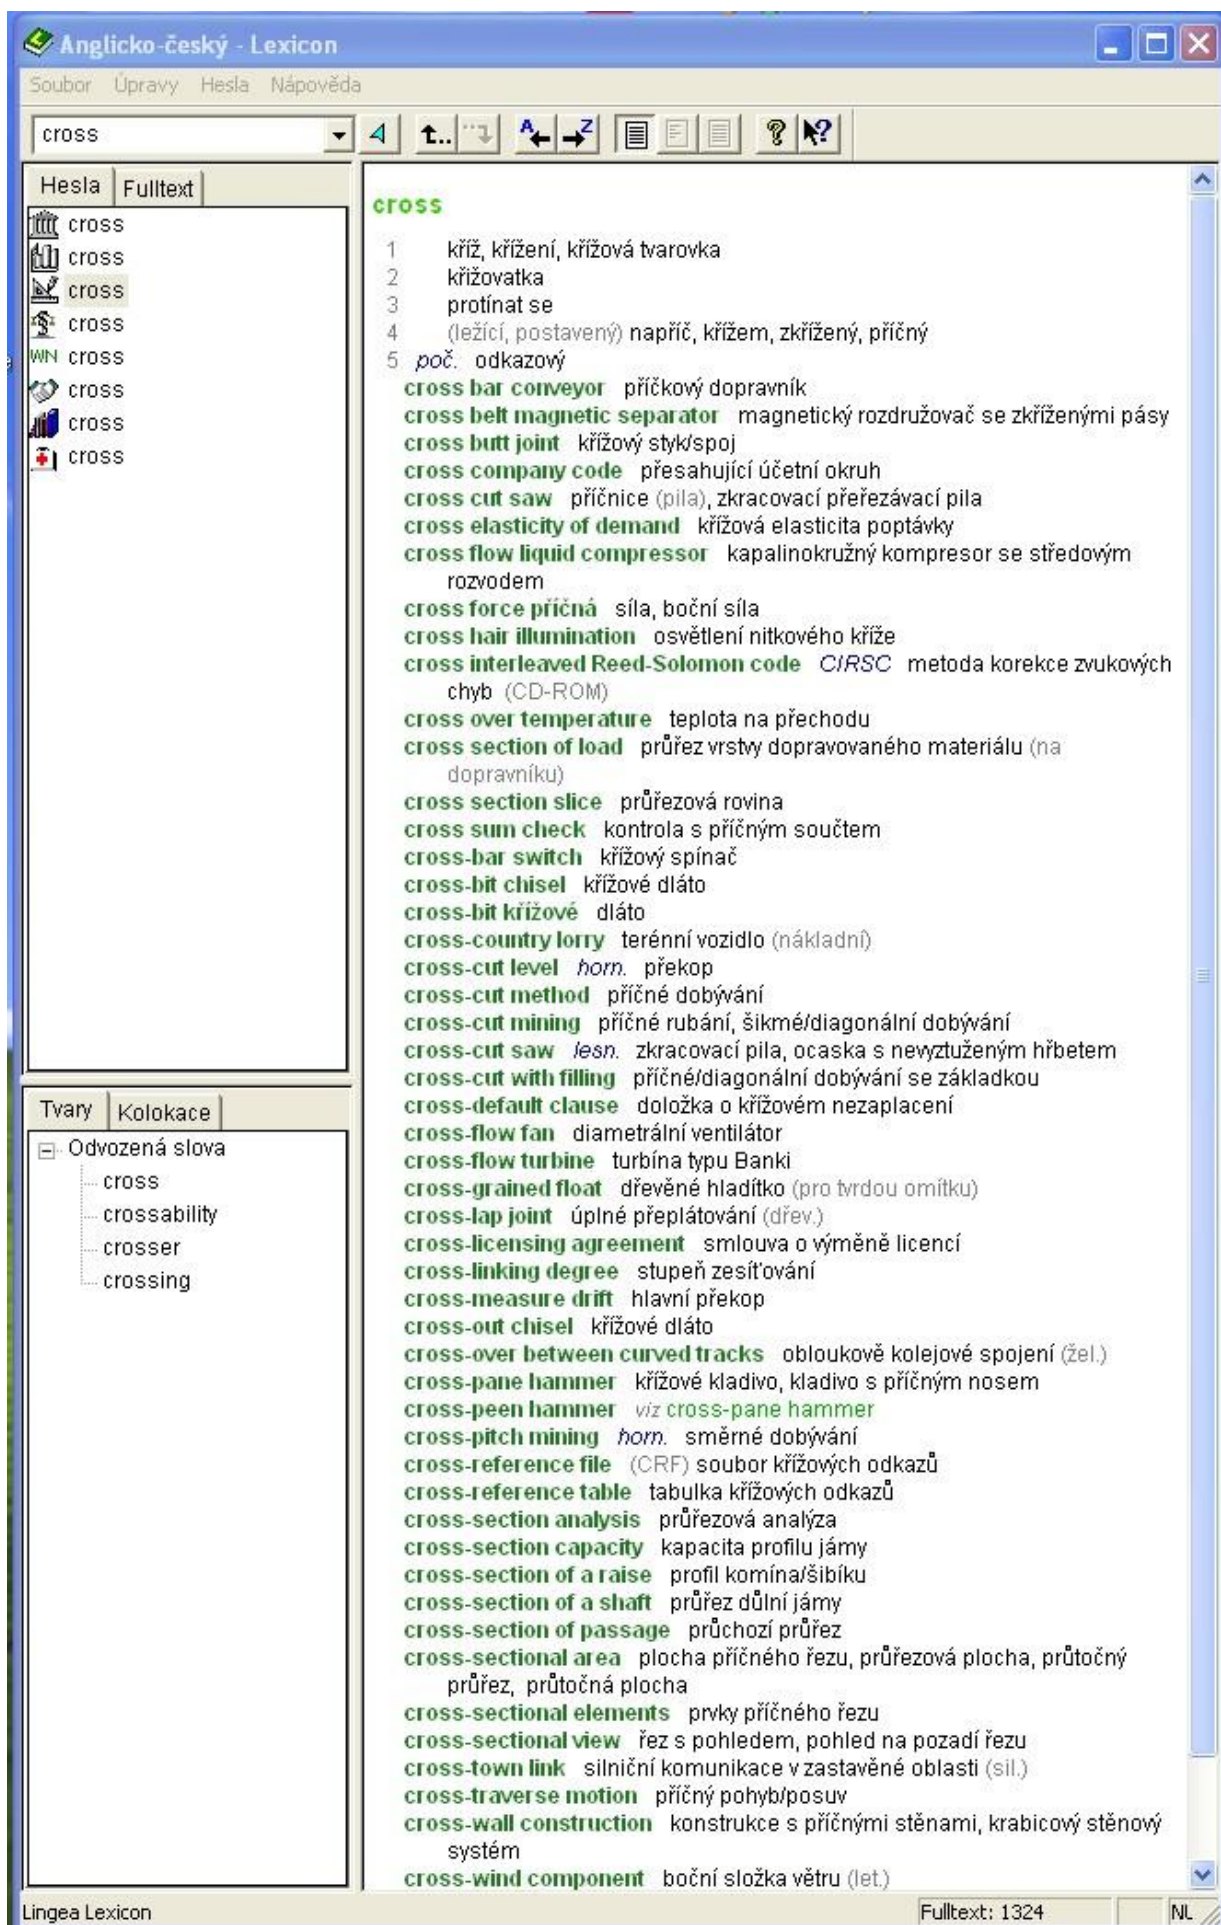 Anglicko-český - Lexicon
Soubor Úpravy Hesla Nápověda
cross
Hesla Fulltext
cross
cross
cross
cross
WN cross
cross
cross
cross
Tvary Kolokace
Odvozená slova
cross
crossability
crosser
crossing
cross
1 kříž, křížení, křížová tvarovka
2 křižovatka
3 protínat se
4 (ležící, postavený) napříč, křížem, zkřížený, příčný
5 poč. odkazový
cross bar conveyor příčkový dopravník
cross belt magnetic separator magnetický rozdružovač se zkříženými pásy
cross butt joint křížový styk/spoj
cross company code přesahující účetní okruh
cross cut saw příčnice (pila), zkracovací přeřezávací pila
cross elasticity of demand křížová elasticita poptávky
cross flow liquid compressor kapalinokružný kompresor se středovým
rozvodem
cross force příčná síla, boční síla
cross hair illumination osvětlení nitkového kříže
cross interleaved Reed-Solomon code CIRSC metoda korekce zvukových
chyb (CD-ROM)
cross over temperature teplota na přechodu
cross section of load průřez vrstvy dopravovaného materiálu (na
dopravníku)
cross section slice průřezová rovina
cross sum check kontrola s příčným součtem
cross-bar switch křížový spínač
cross-bit chisel křížové dláto
cross-bit křížové dláto
cross-country lorry terénní vozidlo (nákladní)
cross-cut level horn. překop
cross-cut method příčné dobývání
cross-cut mining příčné rubání, šikmé/diagonální dobývání
cross-cut saw lesn. zkracovací pila, ocaska s nevyztuženým hřbetem
cross-cut with filling příčné/diagonální dobývání se základkou
cross-default clause doložka o křížovém nezaplacení
cross-flow fan diametrální ventilátor
cross-flow turbine turbína typu Banki
cross-grained float dřevěné hladítko (pro tvrdou omítku)
cross-lap joint úplné přeplátování (dřev.)
cross-licensing agreement smlouva o výměně licencí
cross-linking degree stupeň zesíťování
cross-measure drift hlavní překop
cross-out chisel křížové dláto
cross-over between curved tracks obloukově kolejové spojení (žel.)
cross-pane hammer křížové kladivo, kladivo s příčným nosem
cross-peen hammer viz cross-pane hammer
cross-pitch mining horn. směrné dobývání
cross-reference file (CRF) soubor křížových odkazů
cross-reference table tabulka křížových odkazů
cross-section analysis průřezová analýza
cross-section capacity kapacita profilu jámy
cross-section of a raise profil komína/šibíku
cross-section of a shaft průřez důlní jámy
cross-section of passage průchozí průřez
cross-sectional area plocha příčného řezu, průřezová plocha, průtočný
průřez, průtočná plocha
cross-sectional elements prvky příčného řezu
cross-sectional view řez s pohledem, pohled na pozadí řezu
cross-town link silniční komunikace v zastavěné oblasti (sil.)
cross-traverse motion příčný pohyb/posuv
cross-wall construction konstrukce s příčnými stěnami, krabicový stěnový
systém
cross-wind component boční složka větru (let.)
Lingea Lexicon Fulltext: 1324 NL